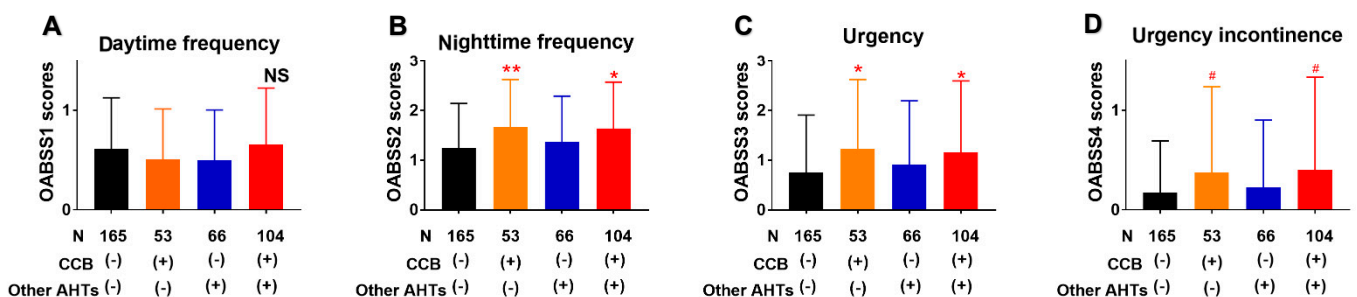 A
Daytime frequency
NS
OABSS1 scores
1
0
N 165 53 66 104
CCB (-) (+) (-) (+)
Other AHTs (-) (-) (+) (+)
B
Nighttime frequency
** *
OABSS2 scores
3
2
1
0
N 165 53 66 104
CCB (-) (+) (-) (+)
Other AHTs (-) (-) (+) (+)
C
Urgency
* *
OABSS3 scores
3
2
1
0
N 165 53 66 104
CCB (-) (+) (-) (+)
Other AHTs (-) (-) (+) (+)
D
Urgency incontinence
# #
OABSS4 scores
1
0
N 165 53 66 104
CCB (-) (+) (-) (+)
Other AHTs (-) (-) (+) (+)